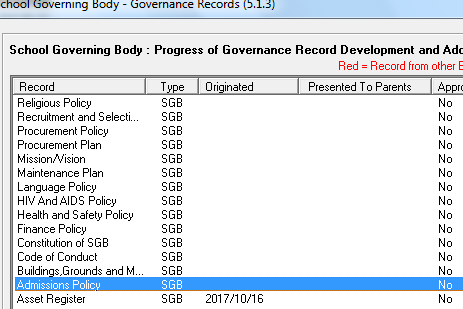 chool Governing Body - Governance Records (5.1.3)
School Governing Body : Progress of Governance Record Development and Ado
Red = Record from other E
Record Type Originated Presented To Parents Appro
Religious Policy SGB No
Recruitment and Selecti... SGB No
Procurement Policy SGB No
Procurement Plan SGB No
Mission/Vision SGB No
Maintenance Plan SGB No
Language Policy SGB No
HIV And AIDS Policy SGB No
Health and Safety Policy SGB No
Finance Policy SGB No
Constitution of SGB SGB No
Code of Conduct SGB No
Buildings,Grounds and M... SGB No
Admissions Policy SGB No
Asset Register SGB 2017/10/16 No